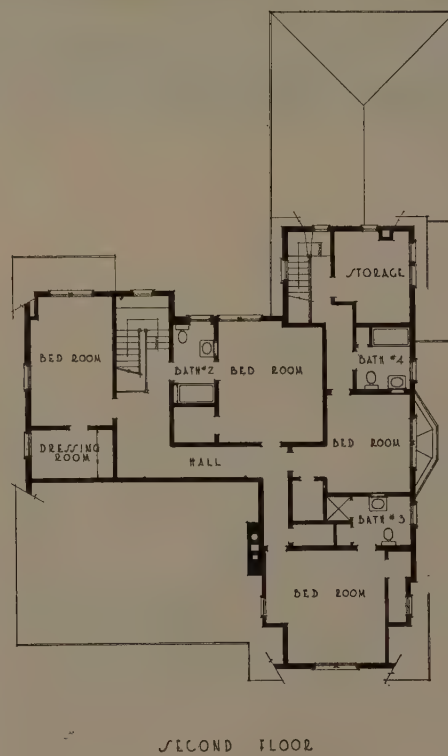 STORAGE
BED ROOM
BATH #2
BED ROOM
BATH #4
BED ROOM
DRESSING
ROOM
HALL
BATH #3
BED ROOM
SECOND FLOOR